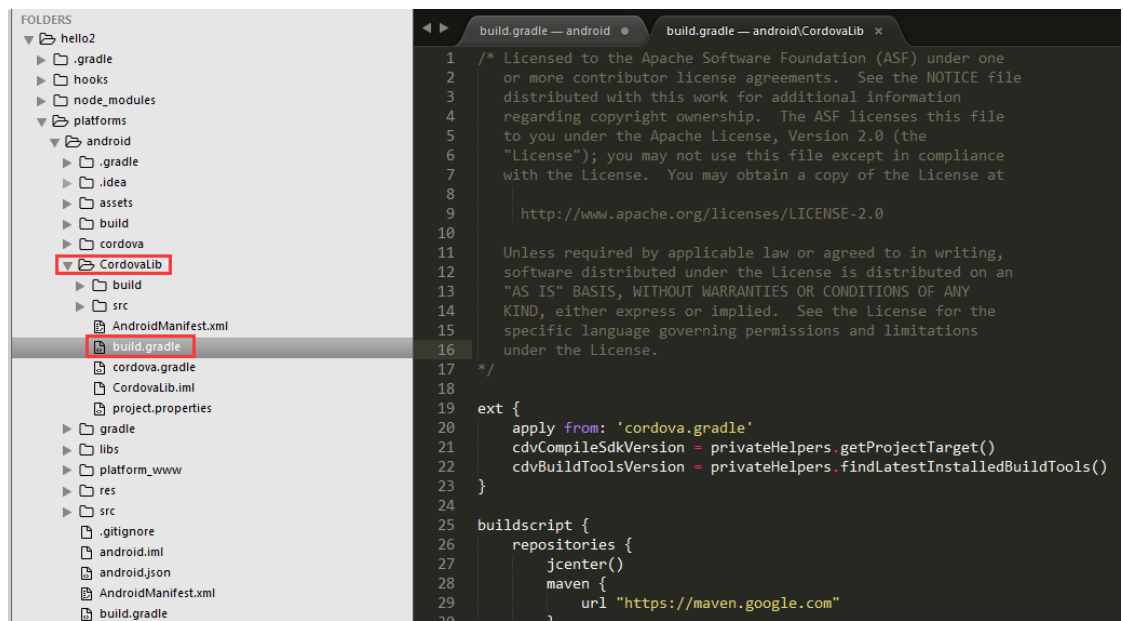 FOLDERS
hello2
.gradle
hooks
node_modules
platforms
android
.gradle
.idea
assets
build
cordova
CordovaLib
build
src
AndroidManifest.xml
build.gradle
cordova.gradle
CordovaLib.iml
project.properties
gradle
libs
platform_www
res
src
.gitignore
android.iml
android.json
AndroidManifest.xml
build.gradle
build.gradle — android
build.gradle — android\CordovaLib ×
1 /* Licensed to the Apache Software Foundation (ASF) under one
2 or more contributor license agreements.  See the NOTICE file
3 distributed with this work for additional information
4 regarding copyright ownership.  The ASF licenses this file
5 to you under the Apache License, Version 2.0 (the
6 "License"); you may not use this file except in compliance
7 with the License.  You may obtain a copy of the License at
8
9 http://www.apache.org/licenses/LICENSE-2.0
10
11 Unless required by applicable law or agreed to in writing,
12 software distributed under the License is distributed on an
13 "AS IS" BASIS, WITHOUT WARRANTIES OR CONDITIONS OF ANY
14 KIND, either express or implied.  See the License for the
15 specific language governing permissions and limitations
16 under the License.
17 */
18
19 ext {
20 apply from: 'cordova.gradle'
21 cdvCompileSdkVersion = privateHelpers.getProjectTarget()
22 cdvBuildToolsVersion = privateHelpers.findLatestInstalledBuildTools()
23 }
24
25 buildscript {
26 repositories {
27 jcenter()
28 maven {
29 url "https://maven.google.com"